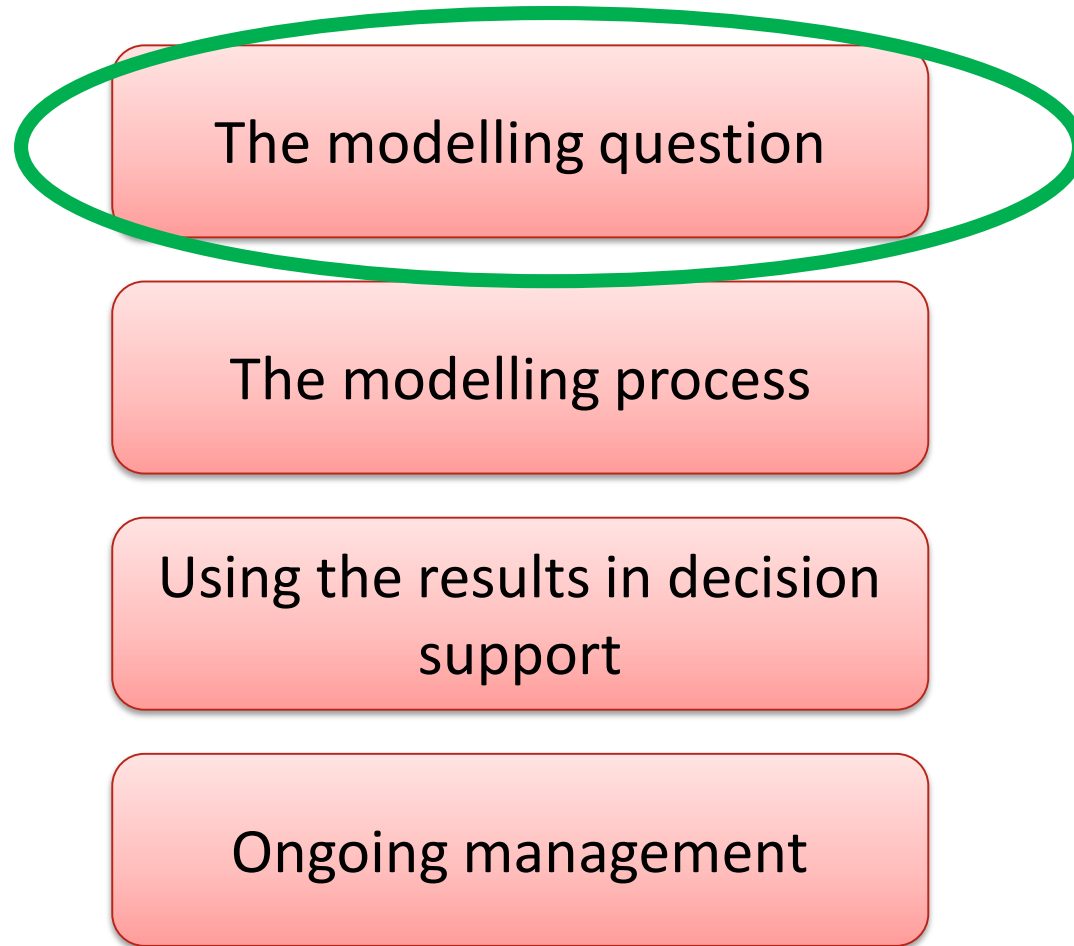 The modelling question
The modelling process
Using the results in decision
support
Ongoing management